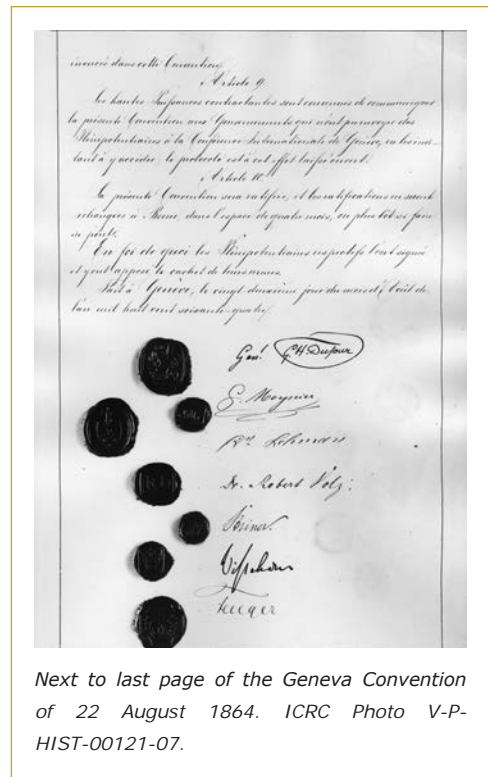 énoncés dans cette Convention.
Article 9.
Les hautes Puissances contractantes sont convenues de communiquer
la présente Convention aux Gouvernements qui n'ont pu envoyer des
Plénipotentiaires à la Conférence Internationale de Genève, en les invi-
tant à y accéder; le protocole est à cet effet laissé ouvert.
Article 10.
La présente Convention sera ratifiée, et les ratifications en seront
échangées à Berne, dans l'espace de quatre mois, ou plus tôt si faire
se peut.
En foi de quoi les Plénipotentiaires respectifs l'ont signée
et y ont apposé le cachet de leurs armes.
Fait à Genève, le vingt-deuxième jour du mois d'Août de
l'an mil huit cent soixante-quatre.
Gén.l G.H. Dufour
G. Moynier
Dr. Lehmann
Dr. Robert Volz.
Steiner.
Visschers
Next to last page of the Geneva Convention
of 22 August 1864. ICRC Photo V-P-
HIST-00121-07.